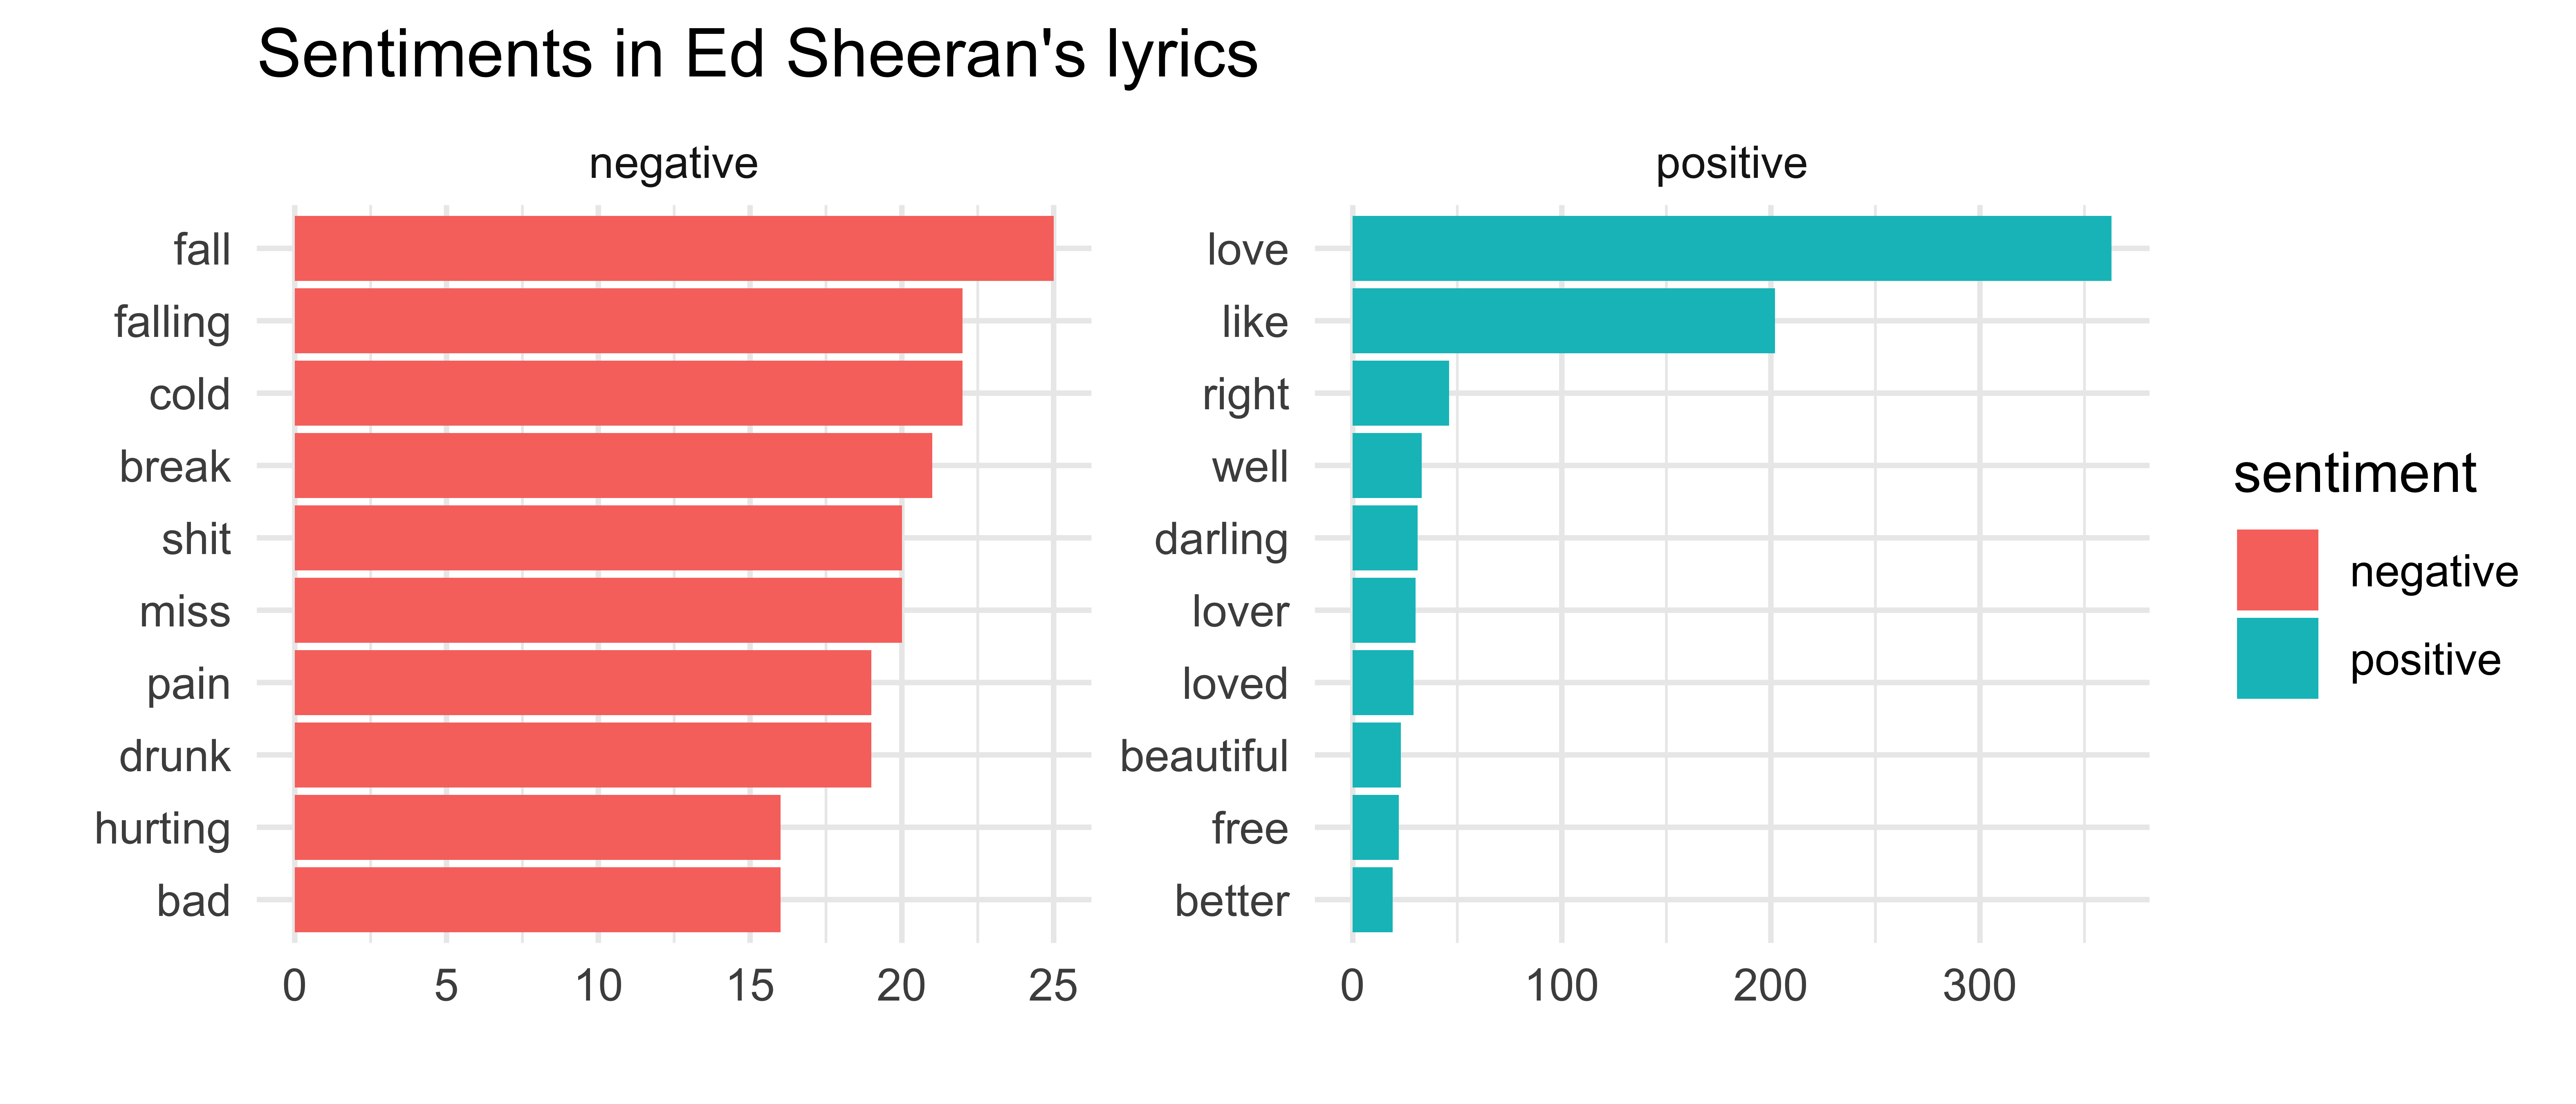 Sentiments in Ed Sheeran's lyrics
negative
fall
falling
cold
break
shit
miss
pain
drunk
hurting
bad
0 5 10 15 20 25
positive
love
like
right
well
darling
lover
loved
beautiful
free
better
0 100 200 300
sentiment
negative
positive